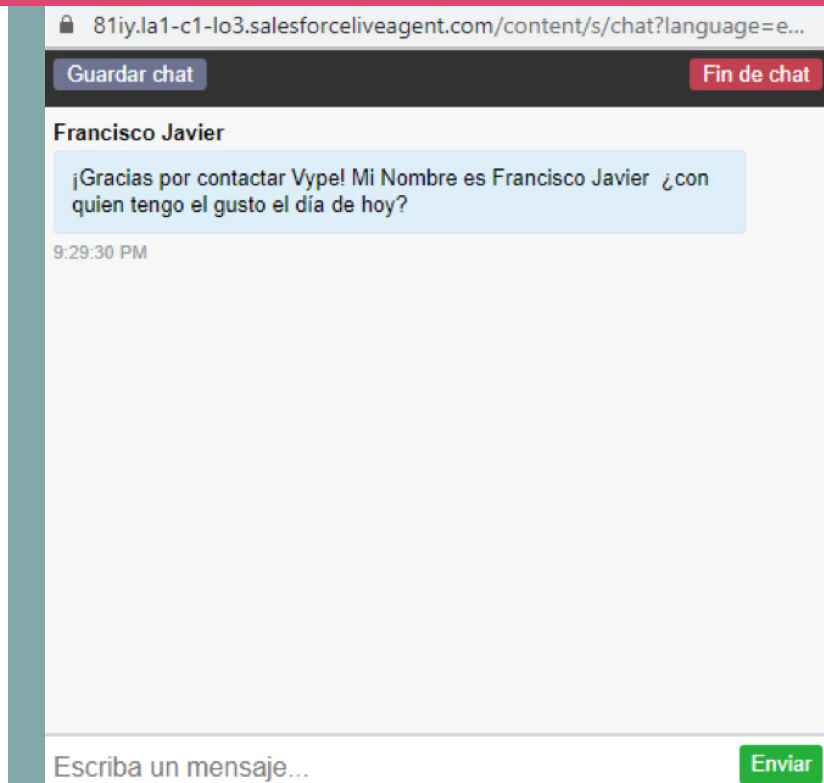 81iy.la1-c1-lo3.salesforceliveagent.com/content/s/chat?language=e...
Guardar chat
Fin de chat
Francisco Javier
¡Gracias por contactar Vype! Mi Nombre es Francisco Javier ¿con
quien tengo el gusto el día de hoy?
9:29:30 PM
Escriba un mensaje...
Enviar